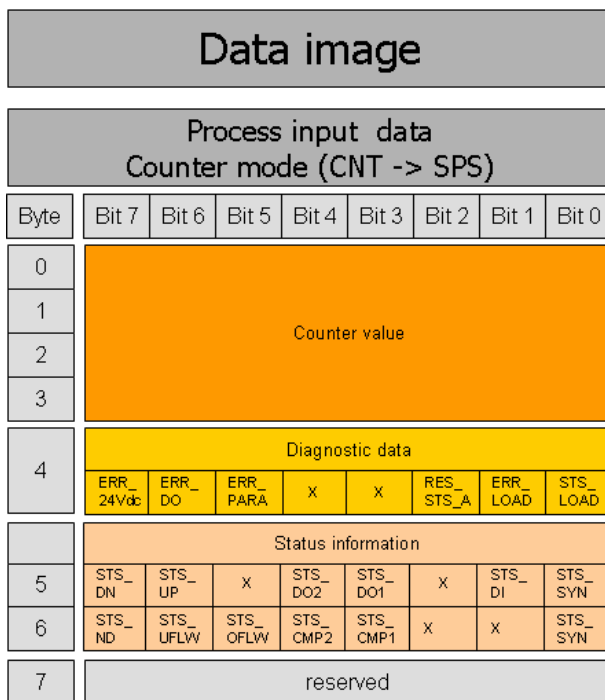 Data image
Process input data
Counter mode (CNT -> SPS)
Byte Bit 7 Bit 6 Bit 5 Bit 4 Bit 3 Bit 2 Bit 1 Bit 0
0
1
Counter value
2
3
Diagnostic data
4
ERR_ ERR_ ERR_ X X RES_ ERR_ STS_
24Vdc DO PARA STS_A LOAD LOAD
Status information
5 STS_ STS_ X STS_ STS_ X STS_ STS_
DN UP DO2 DO1 DI SYN
6 STS_ STS_ STS_ STS_ STS_ X X STS_
ND UFLW OFLW CMP2 CMP1 SYN
7 reserved